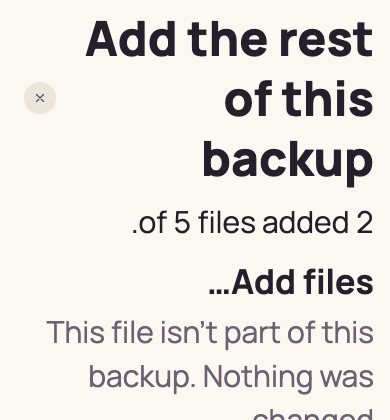 Add the rest
of this
backup
.of 5 files added 2
...Add files
This file isn't part of this
backup. Nothing was
changed